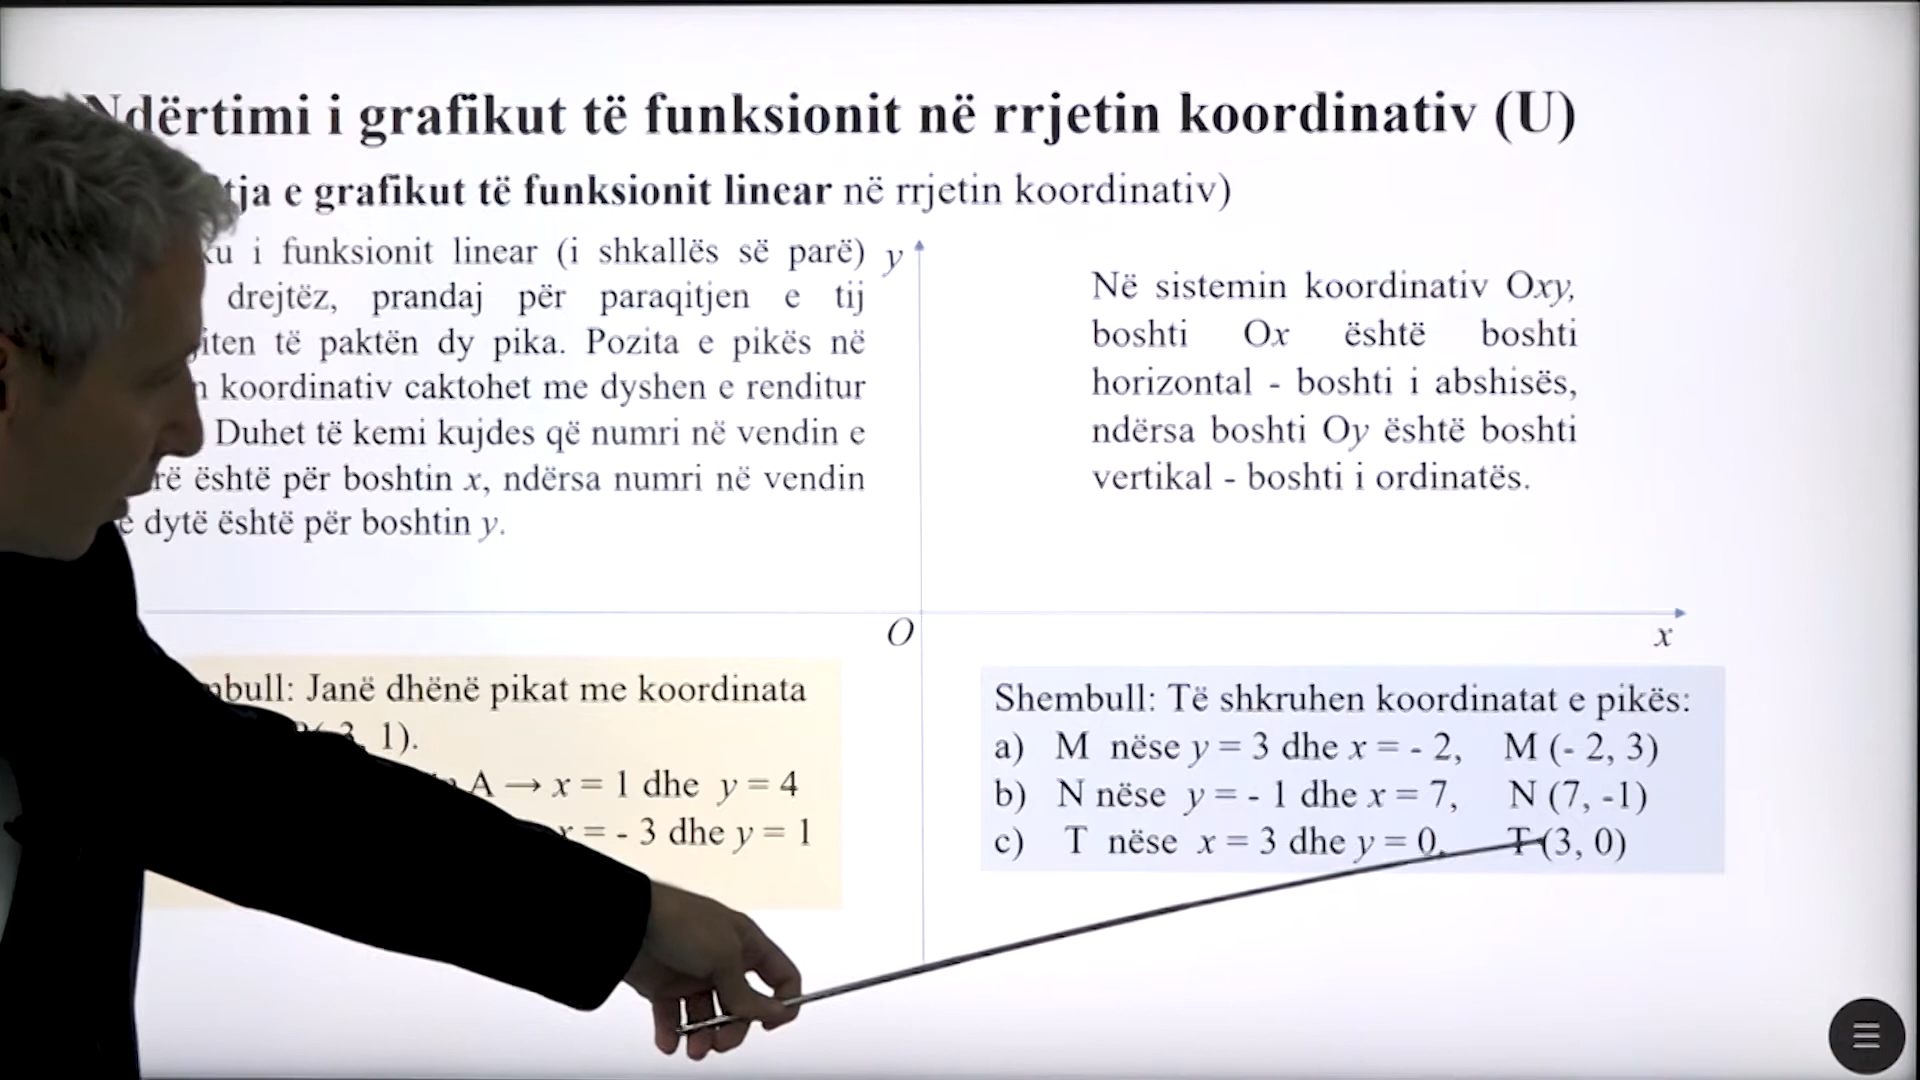 Ndërtimi i grafikut të funksionit në rrjetin koordinativ (U)
e grafikut të funksionit linear në rrjetin koordinativ)
i funksionit linear (i shkallës së parë)
drejtëz, prandaj për paraqitjen e tij
të paktën dy pika. Pozita e pikës në
koordinativ caktohet me dyshen e renditur
Duhet të kemi kujdes që numri në vendin e
është për boshtin x, ndërsa numri në vendin
e dytë është për boshtin y.
y
Në sistemin koordinativ Oxy,
boshti Ox është boshti
horizontal - boshti i abshisës,
ndërsa boshti Oy është boshti
vertikal - boshti i ordinatës.
O
x
Janë dhënë pikat me koordinata
3, 1).
A → x = 1 dhe y = 4
x = - 3 dhe y = 1
Shembull: Të shkruhen koordinatat e pikës:
a) M nëse y = 3 dhe x = - 2, M (- 2, 3)
b) N nëse y = - 1 dhe x = 7, N (7, -1)
c) T nëse x = 3 dhe y = 0, T (3, 0)